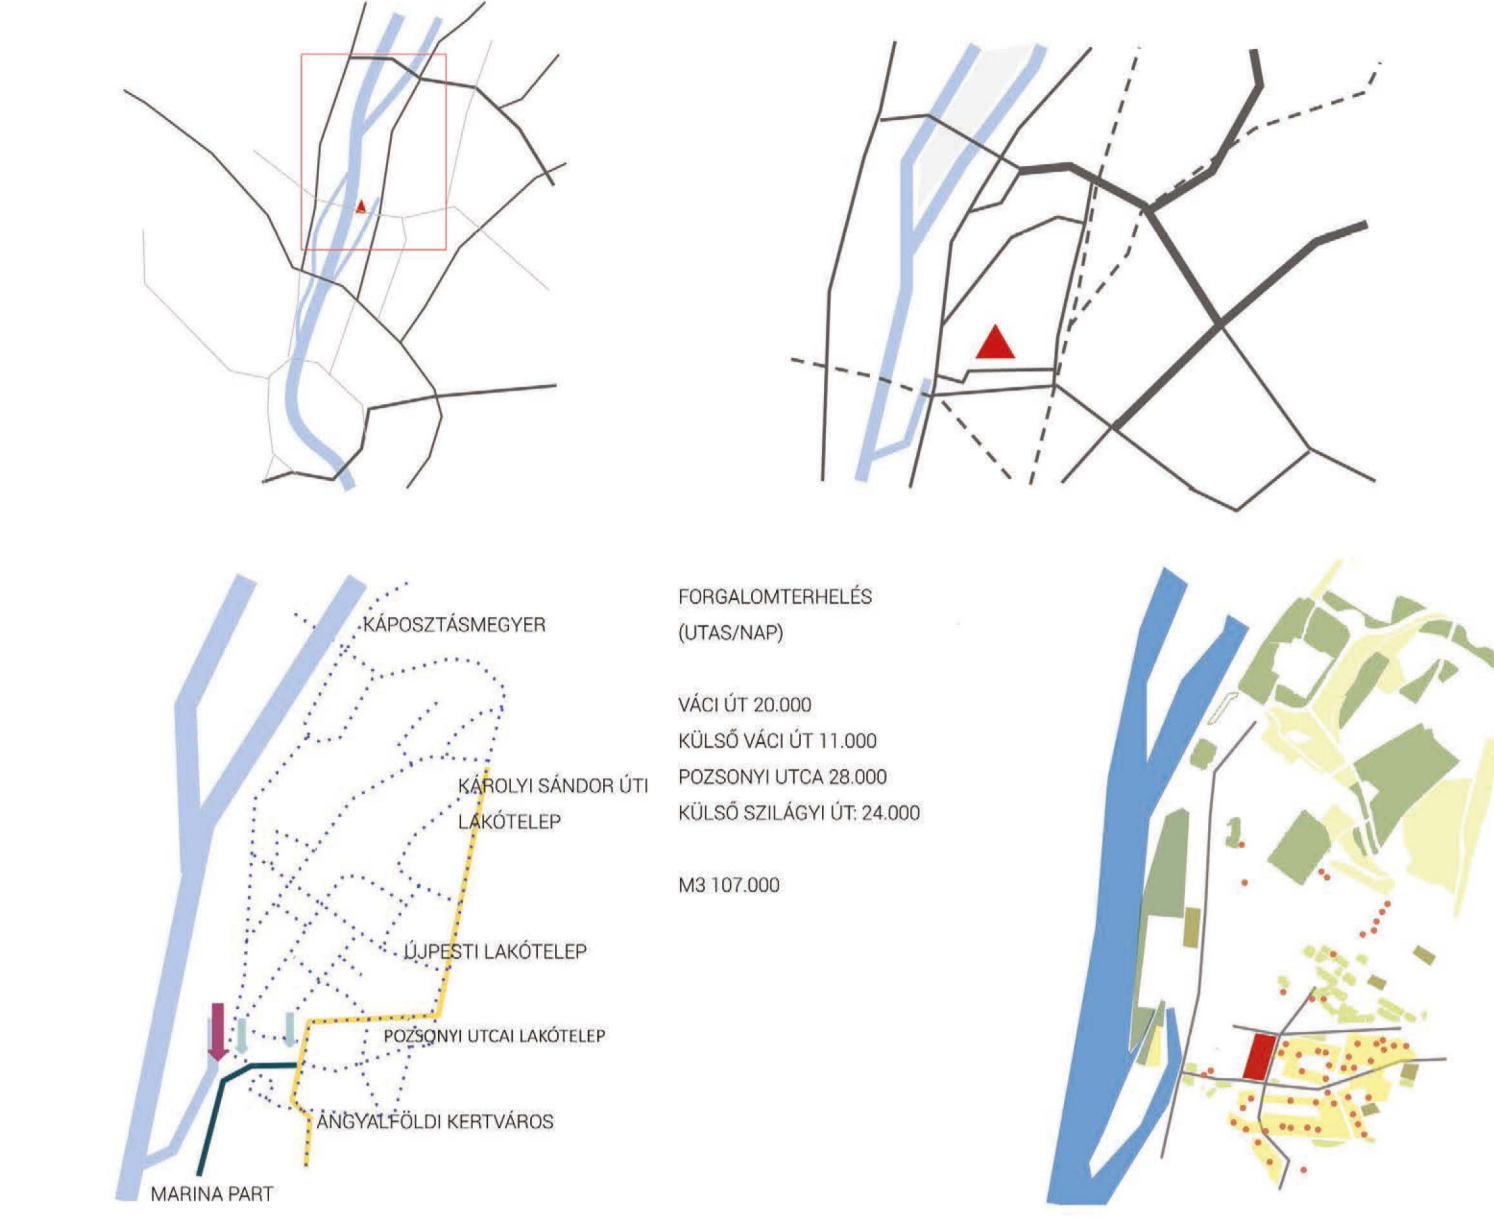 KÁPOSZTÁSMEGYER
KÁROLYI SÁNDOR ÚTI
LAKÓTELEP
ÚJPESTI LAKÓTELEP
POZSONYI UTCAI LAKÓTELEP
ANGYALFÖLDI KERTVÁROS
MARINA PART
FORGALOMTERHELÉS
(UTAS/NAP)
VÁCI ÚT 20.000
KÜLSŐ VÁCI ÚT 11.000
POZSONYI UTCA 28.000
KÜLSŐ SZILÁGYI ÚT: 24.000
M3 107.000